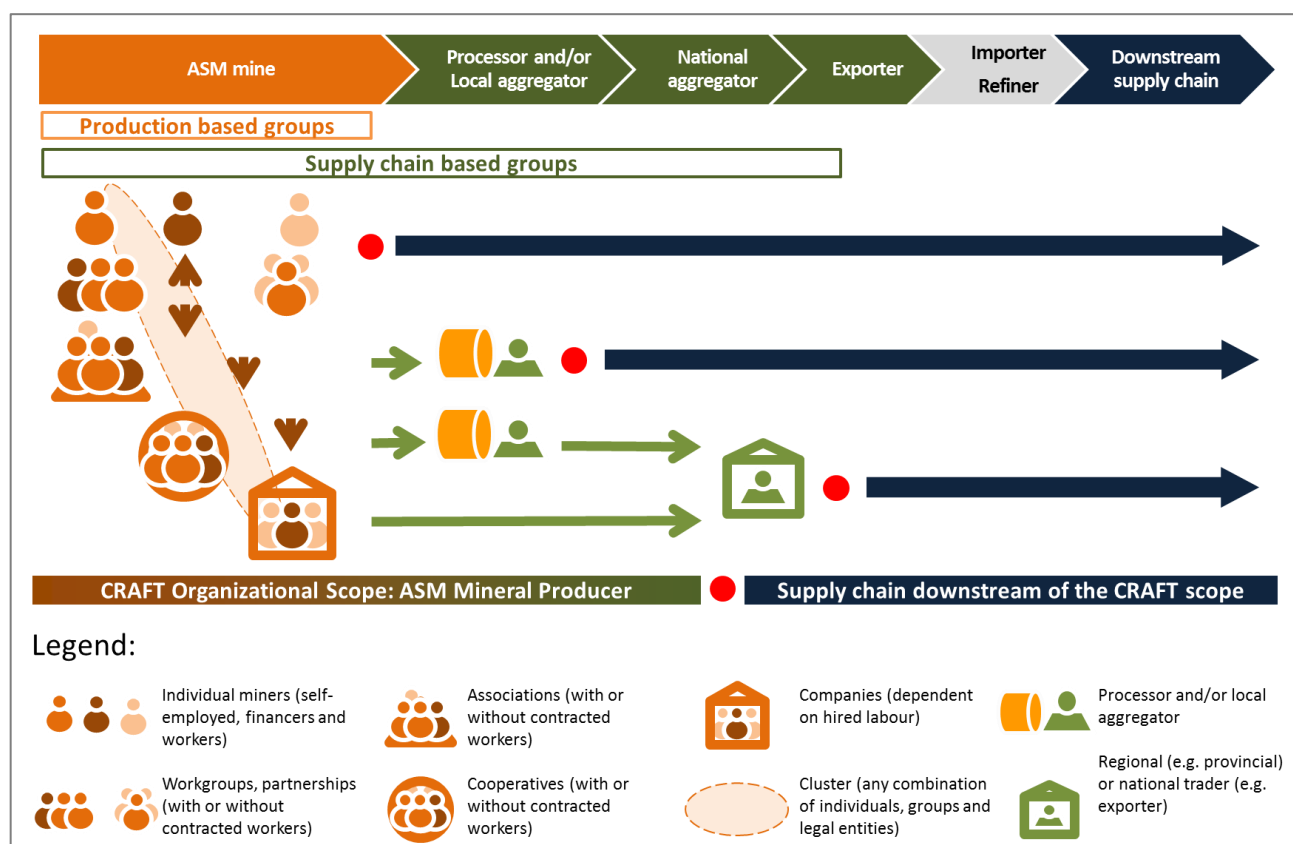 ASM mine
Processor and/or
Local aggregator
National
aggregator
Exporter
Importer
Refiner
Downstream
supply chain
Production based groups
Supply chain based groups
CRAFT Organizational Scope: ASM Mineral Producer
Supply chain downstream of the CRAFT scope
Legend:
Individual miners (self-
employed, financers and
workers)
Associations (with or
without contracted
workers)
Companies (dependent
on hired labour)
Processor and/or local
aggregator
Workgroups, partnerships
(with or without
contracted workers)
Cooperatives (with or
without contracted
workers)
Cluster (any combination
of individuals, groups and
legal entities)
Regional (e.g. provincial)
or national trader (e.g.
exporter)